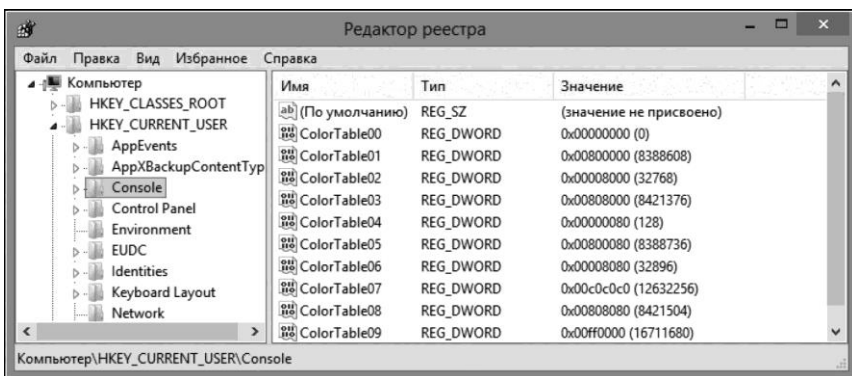 Редактор реестра
Файл Правка Вид Избранное Справка
Компьютер
HKEY_CLASSES_ROOT
HKEY_CURRENT_USER
AppEvents
AppXBackupContentTyp
Console
Control Panel
Environment
EUDC
Identities
Keyboard Layout
Network
Имя Тип Значение
(По умолчанию) REG_SZ (значение не присвоено)
ColorTable00 REG_DWORD 0x00000000 (0)
ColorTable01 REG_DWORD 0x00800000 (8388608)
ColorTable02 REG_DWORD 0x00008000 (32768)
ColorTable03 REG_DWORD 0x00808000 (8421376)
ColorTable04 REG_DWORD 0x00000080 (128)
ColorTable05 REG_DWORD 0x00800080 (8388736)
ColorTable06 REG_DWORD 0x00008080 (32896)
ColorTable07 REG_DWORD 0x00c0c0c0 (12632256)
ColorTable08 REG_DWORD 0x00808080 (8421504)
ColorTable09 REG_DWORD 0x00ff0000 (16711680)
Компьютер\HKEY_CURRENT_USER\Console